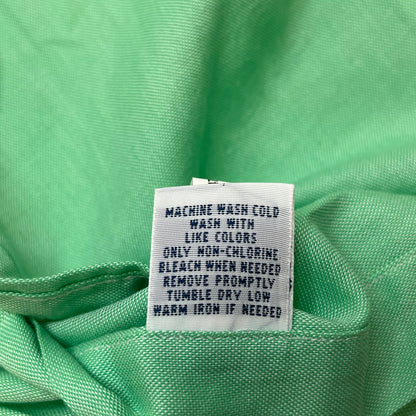 MACHINE WASH COLD
WASH WITH
LIKE COLORS
ONLY NON-CHLORINE
BLEACH WHEN NEEDED
REMOVE PROMPTLY
TUMBLE DRY LOW
WARM IRON IF NEEDED